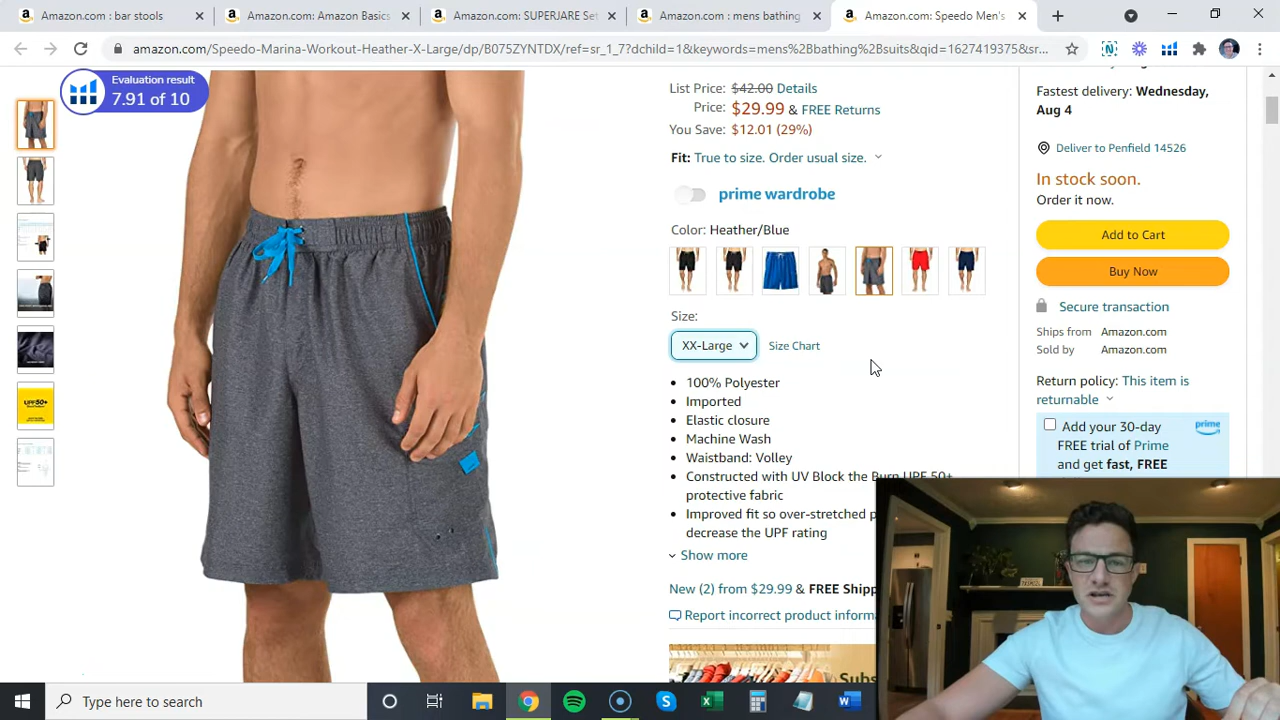 Amazon.com : bar stools
Amazon.com: Amazon Basics
Amazon.com: SUPERJARE Set
Amazon.com : mens bathing
Amazon.com: Speedo Men's
amazon.com/Speedo-Marina-Workout-Heather-X-Large/dp/B075ZYNTDX/ref=sr_1_7?dchild=1&keywords=mens%2Bbathing%2Bsuits&qid=1627419375&s...
Evaluation result
7.91 of 10
List Price: $42.00 Details
Price: $29.99 & FREE Returns
You Save: $12.01 (29%)
Fit: True to size. Order usual size.
prime wardrobe
Color: Heather/Blue
Size:
XX-Large
Size Chart
• 100% Polyester
• Imported
• Elastic closure
• Machine Wash
• Waistband: Volley
• Constructed with UV Block the Burn UPF 50+
protective fabric
• Improved fit so over-stretched
decrease the UPF rating
Show more
New (2) from $29.99 & FREE Shipp
Report incorrect product informa
Subs
Fastest delivery: Wednesday,
Aug 4
Deliver to Penfield 14526
In stock soon.
Order it now.
Add to Cart
Buy Now
Secure transaction
Ships from Amazon.com
Sold by Amazon.com
Return policy: This item is
returnable
Add your 30-day
FREE trial of Prime
and get fast, FREE
prime
UPF50+
Type here to search